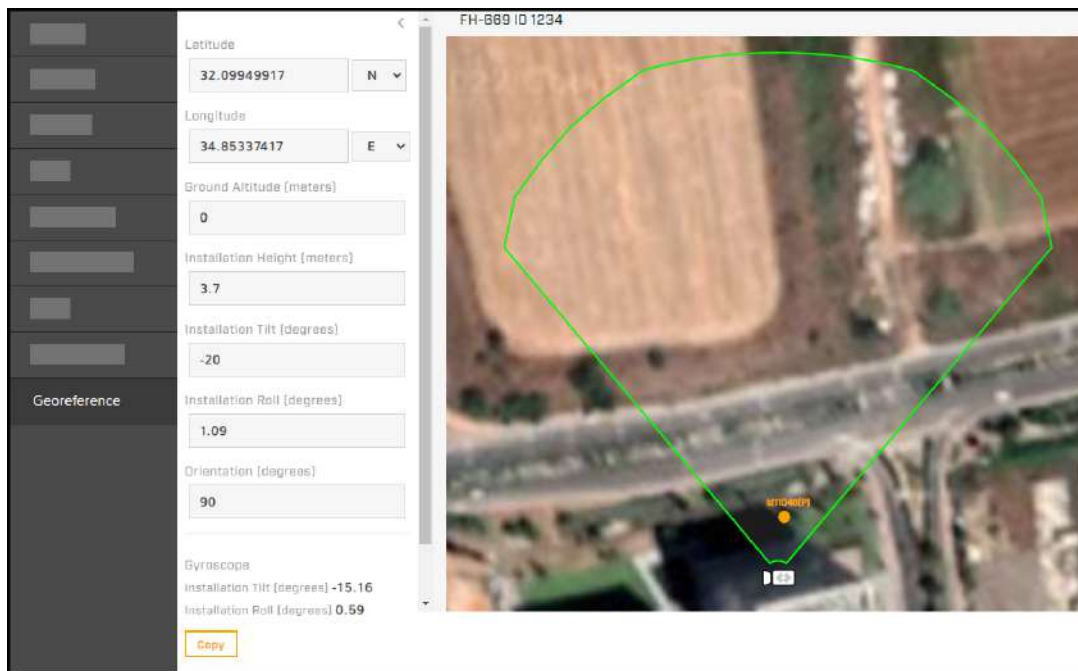 FH-669 ID 1234
Latitude
32.09949917
N
Longitude
34.85337417
E
Ground Altitude (meters)
0
Installation Height (meters)
3.7
Installation Tilt (degrees)
-20
Installation Roll (degrees)
1.09
Orientation (degrees)
90
Georeference
Gyroscope
Installation Tilt (degrees) -15.16
Installation Roll (degrees) 0.59
Copy